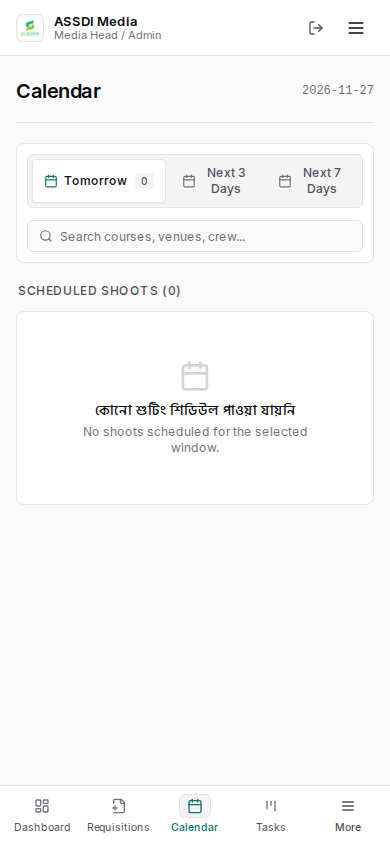 ASSDI Media
Media Head / Admin
Calendar
2026-11-27
Tomorrow 0
Next 3
Days
Next 7
Days
Search courses, venues, crew...
SCHEDULED SHOOTS (0)
কোনো শুটিং শিডিউল পাওয়া যায়নি
No shoots scheduled for the selected
window.
Dashboard
Requisitions
Calendar
Tasks
More